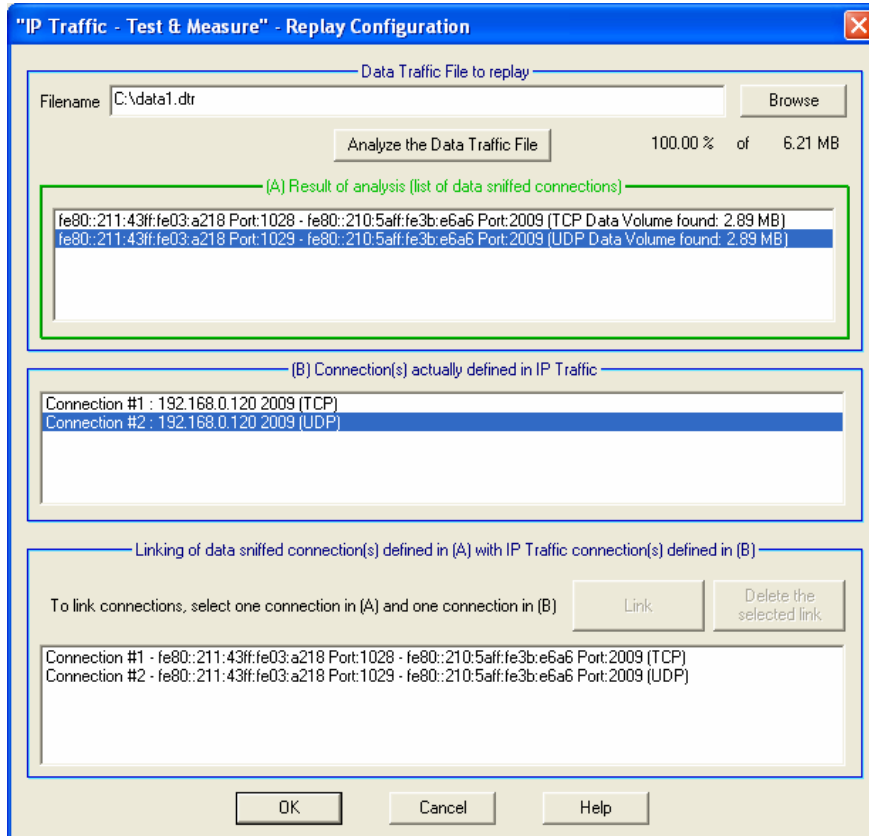 "IP Traffic - Test & Measure" - Replay Configuration
Data Traffic File to replay
Filename C:\data1.dtr Browse
Analyze the Data Traffic File 100.00 % of 6.21 MB
(A) Result of analysis (list of data sniffed connections)
fe80::211:43ff:fe03:a218 Port:1028 - fe80::210:5aff:fe3b:e6a6 Port:2009 (TCP Data Volume found: 2.89 MB)
fe80::211:43ff:fe03:a218 Port:1029 - fe80::210:5aff:fe3b:e6a6 Port:2009 (UDP Data Volume found: 2.89 MB)
(B) Connection(s) actually defined in IP Traffic
Connection #1 : 192.168.0.120 2009 (TCP)
Connection #2 : 192.168.0.120 2009 (UDP)
Linking of data sniffed connection(s) defined in (A) with IP Traffic connection(s) defined in (B)
To link connections, select one connection in (A) and one connection in (B) Link Delete the selected link
Connection #1 - fe80::211:43ff:fe03:a218 Port:1028 - fe80::210:5aff:fe3b:e6a6 Port:2009 (TCP)
Connection #2 - fe80::211:43ff:fe03:a218 Port:1029 - fe80::210:5aff:fe3b:e6a6 Port:2009 (UDP)
OK Cancel Help